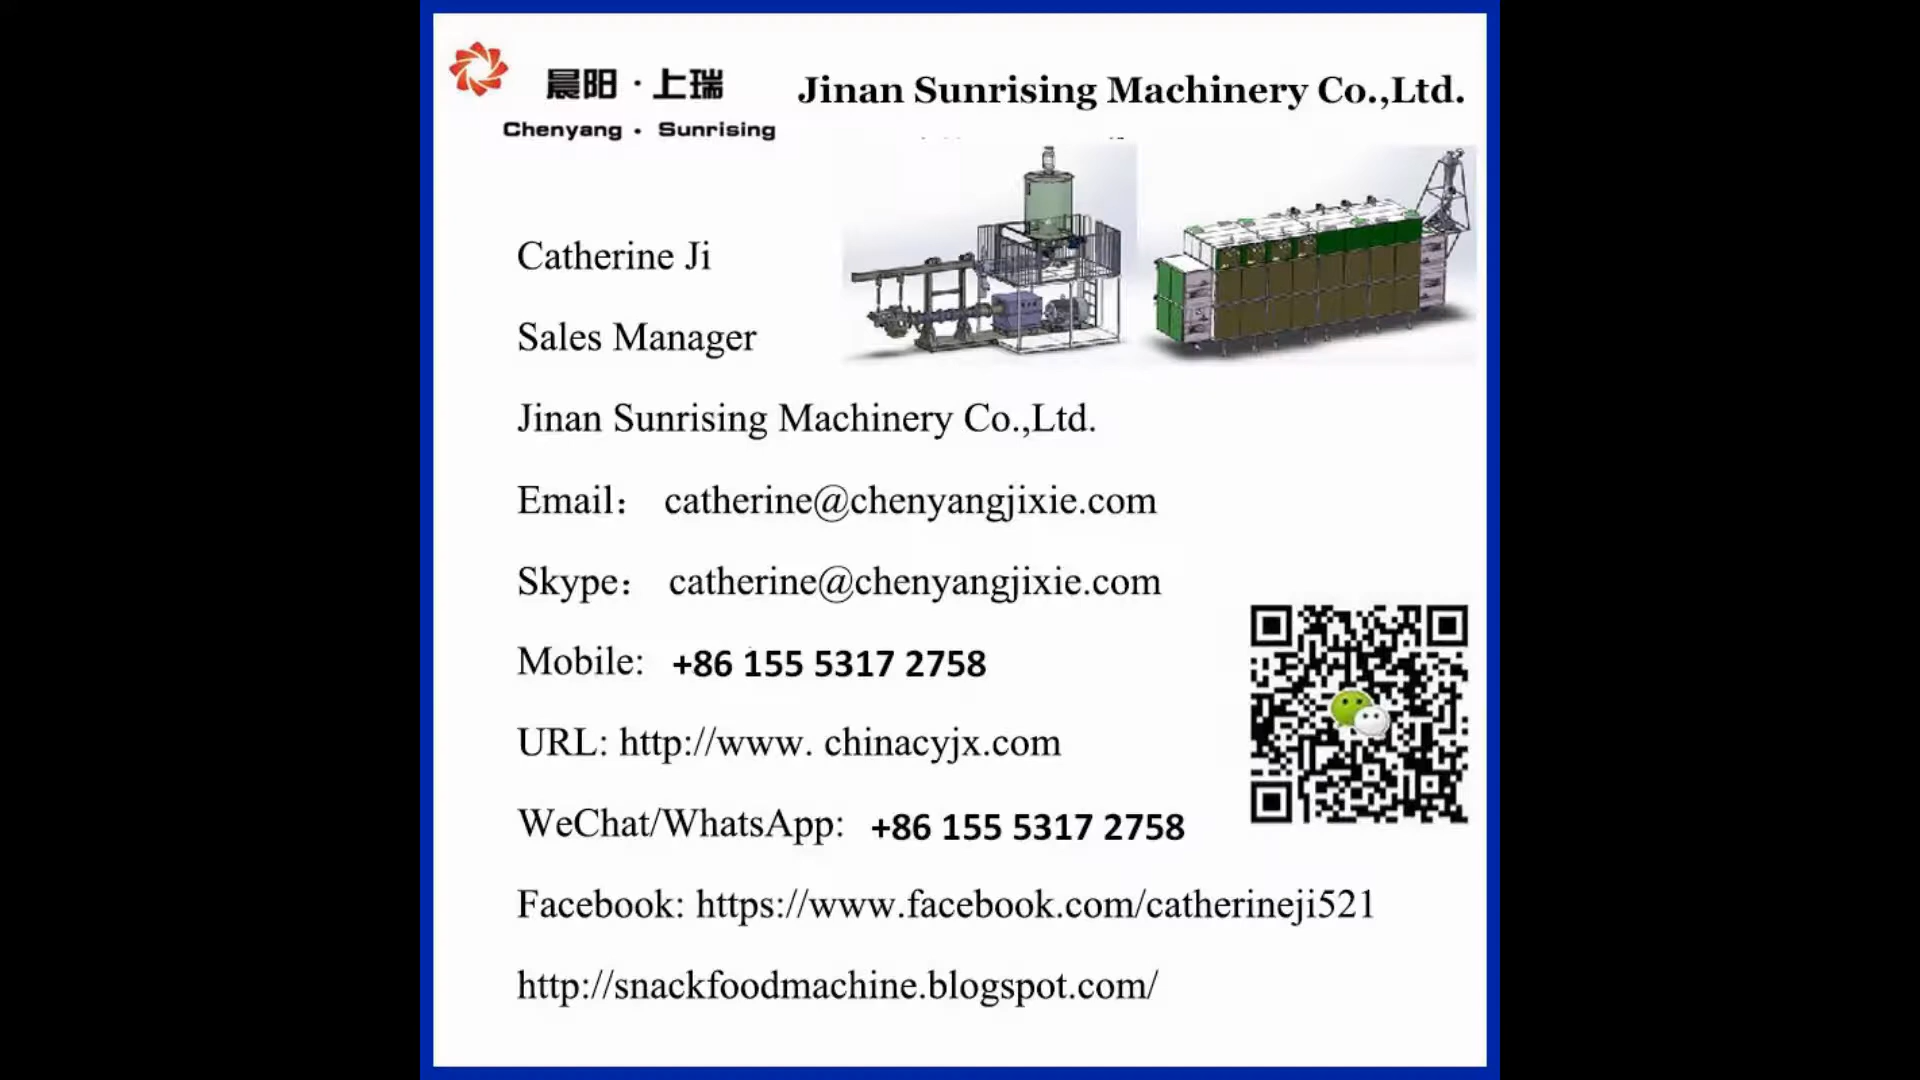 晨阳 · 上瑞
Chenyang · Sunrising
Jinan Sunrising Machinery Co.,Ltd.
Catherine Ji
Sales Manager
Jinan Sunrising Machinery Co.,Ltd.
Email： catherine@chenyangjixie.com
Skype： catherine@chenyangjixie.com
Mobile: +86 155 5317 2758
URL: http://www. chinacyjx.com
WeChat/WhatsApp: +86 155 5317 2758
Facebook: https://www.facebook.com/catherineji521
http://snackfoodmachine.blogspot.com/